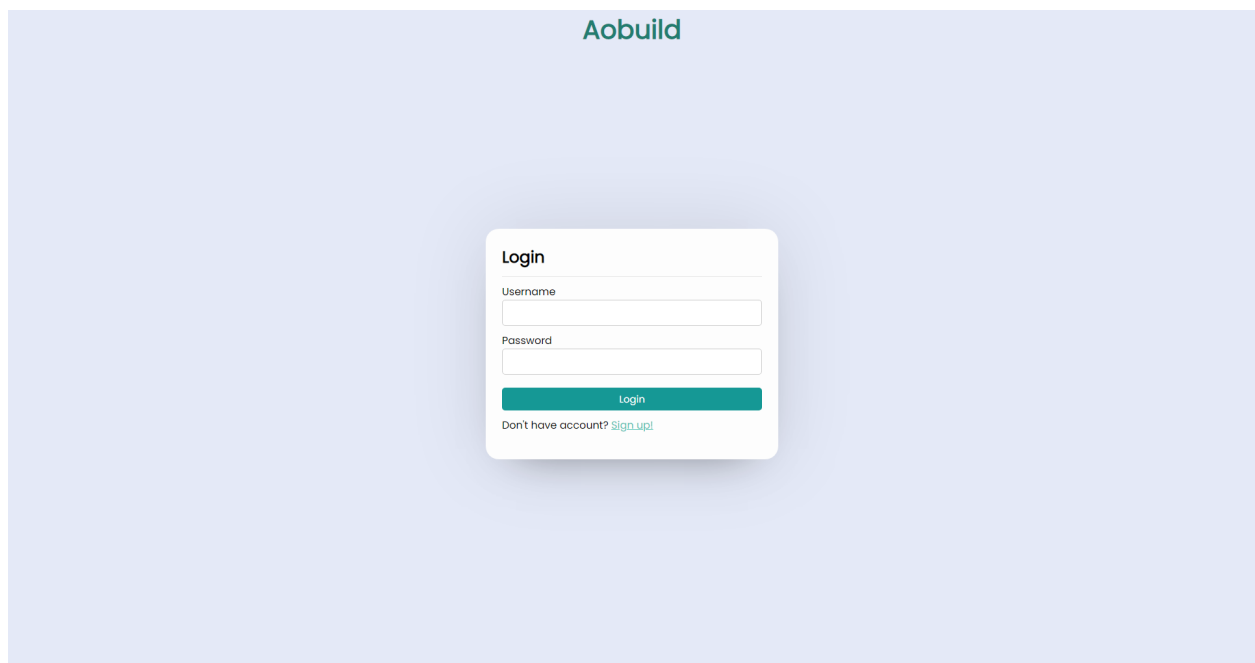 Aobuild
Login
Username
Password
Login
Don't have account? Sign up!